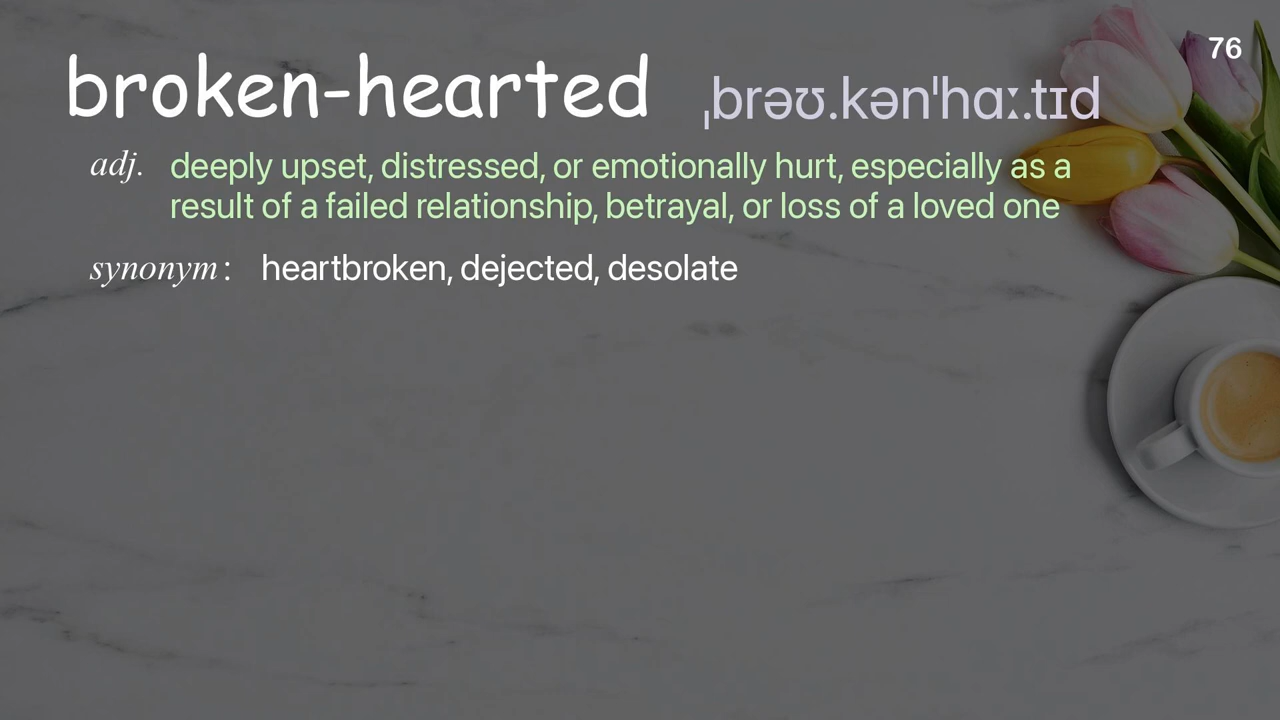 76
broken-hearted ˌbrəʊ.kənˈhɑː.tɪd
adj. deeply upset, distressed, or emotionally hurt, especially as a
result of a failed relationship, betrayal, or loss of a loved one
synonym: heartbroken, dejected, desolate